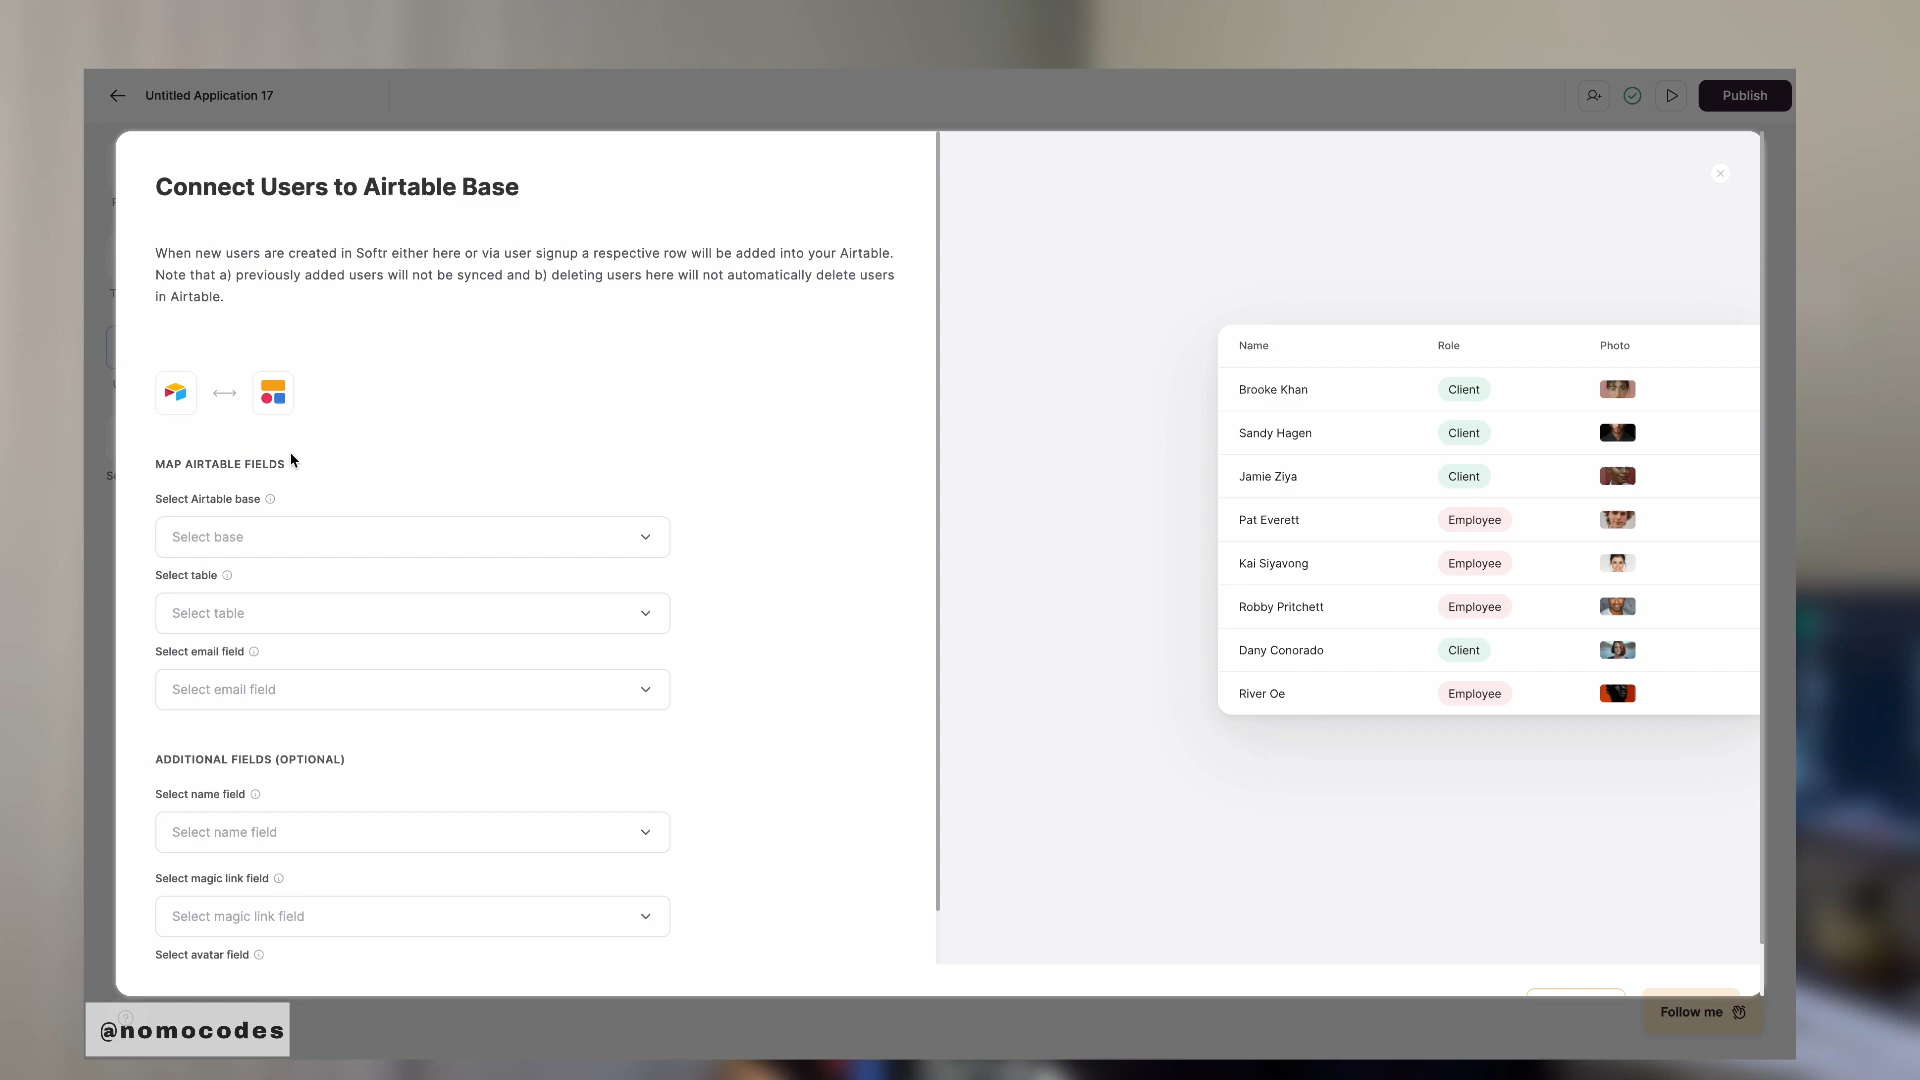 Untitled Application 17
Publish
Connect Users to Airtable Base
When new users are created in Softr either here or via user signup a respective row will be added into your Airtable.
Note that a) previously added users will not be synced and b) deleting users here will not automatically delete users
in Airtable.
MAP AIRTABLE FIELDS
Select Airtable base
Select base
Select table
Select table
Select email field
Select email field
ADDITIONAL FIELDS (OPTIONAL)
Select name field
Select name field
Select magic link field
Select magic link field
Select avatar field
Name Role Photo
Brooke Khan Client
Sandy Hagen Client
Jamie Ziya Client
Pat Everett Employee
Kai Siyavong Employee
Robby Pritchett Employee
Dany Conorado Client
River Oe Employee
Follow me
@nomocodes